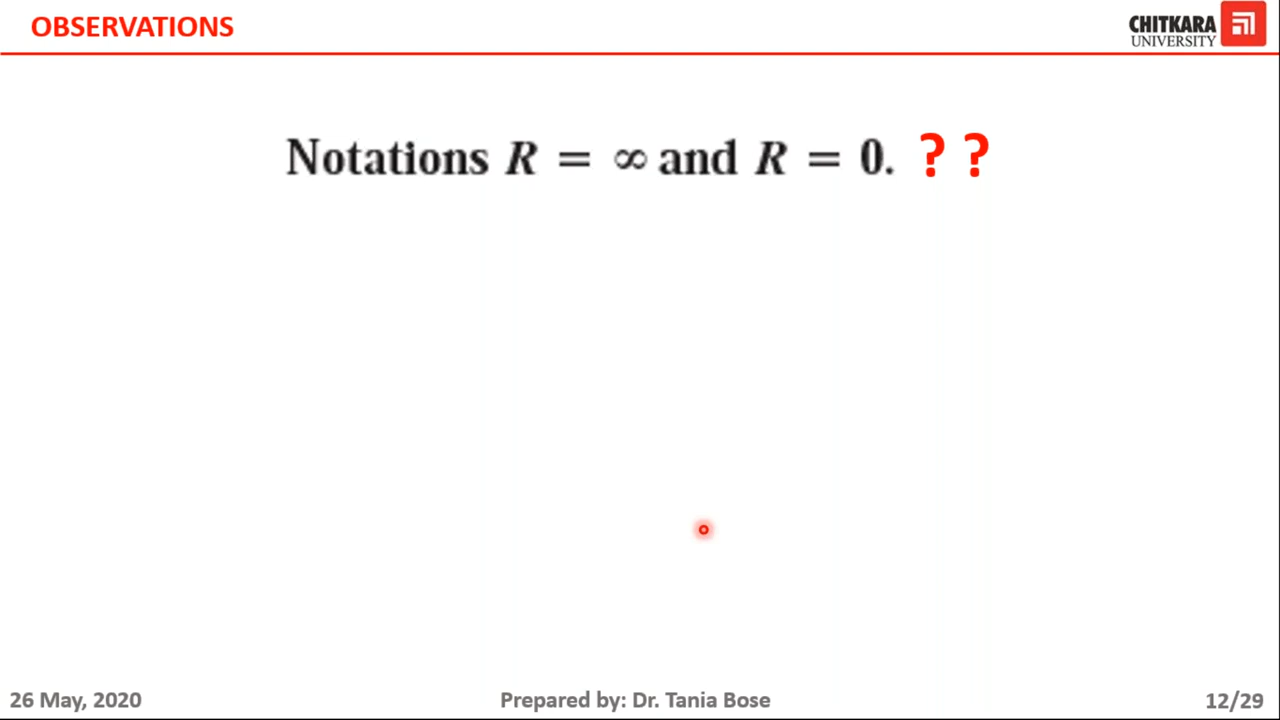 OBSERVATIONS
CHITKARA
UNIVERSITY
Notations R = ∞ and R = 0. ? ?
26 May, 2020
Prepared by: Dr. Tania Bose
12/29